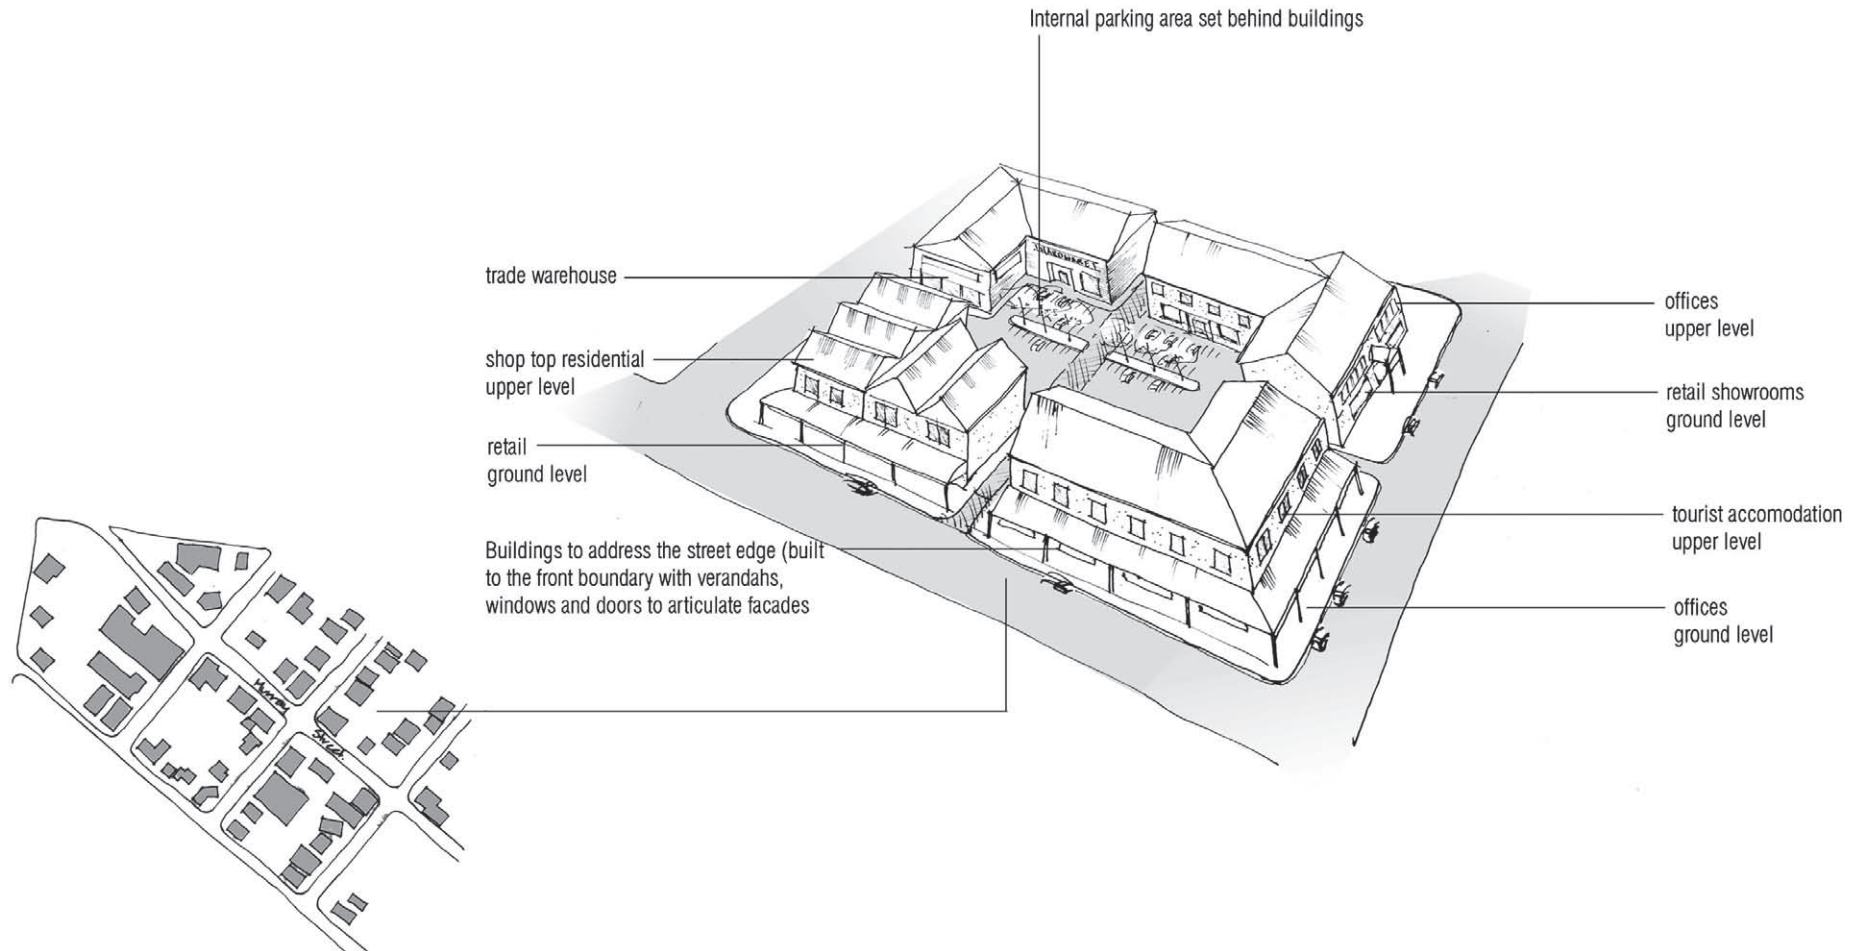 Internal parking area set behind buildings
trade warehouse
shop top residential
upper level
retail
ground level
Buildings to address the street edge (built
to the front boundary with verandahs,
windows and doors to articulate facades
offices
upper level
retail showrooms
ground level
tourist accomodation
upper level
offices
ground level
Murray
Street